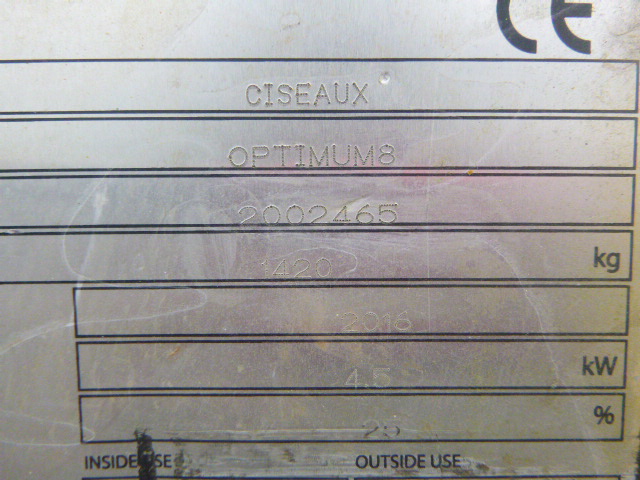 CE
CISEAUX
OPTIMUM8
2002465
1420 kg
2016
4.5 kW
25 %
INSIDE USE OUTSIDE USE